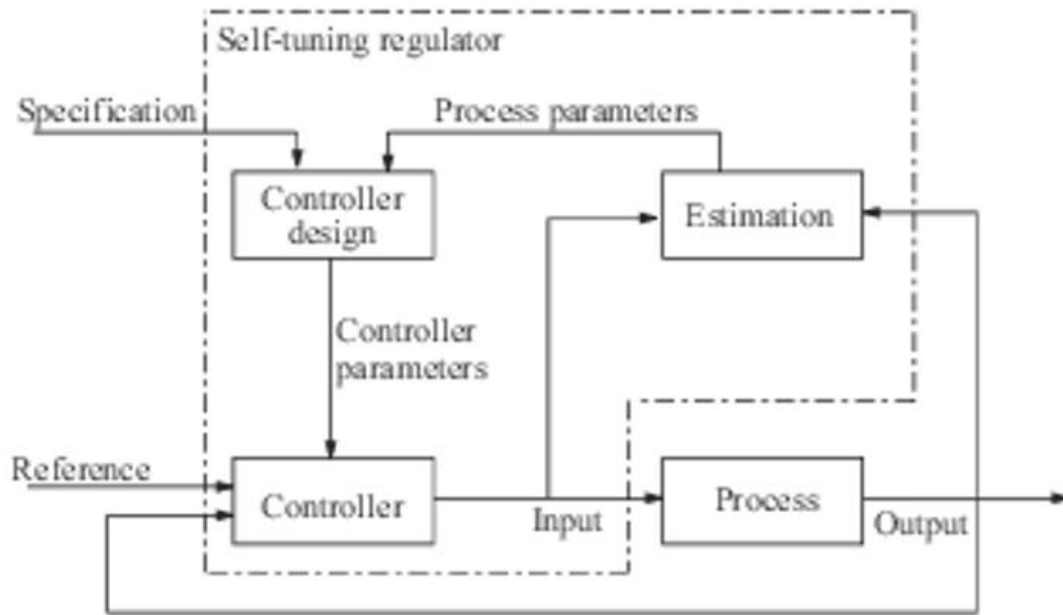 Self-tuning regulator
Specification
Process parameters
Controller
design
Estimation
Controller
parameters
Reference
Controller
Input
Process
Output